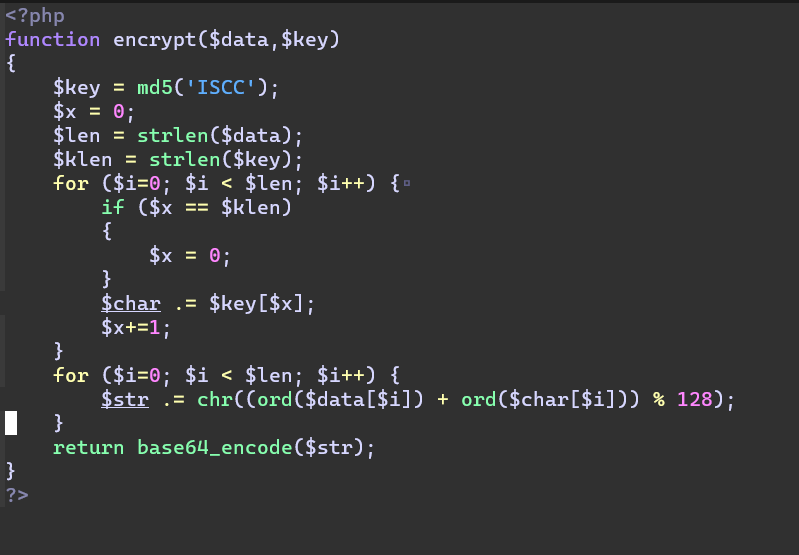 <?php
function encrypt($data,$key)
{
    $key = md5('ISCC');
    $x = 0;
    $len = strlen($data);
    $klen = strlen($key);
    for ($i=0; $i < $len; $i++) {
        if ($x == $klen)
        {
            $x = 0;
        }
        $char .= $key[$x];
        $x+=1;
    }
    for ($i=0; $i < $len; $i++) {
        $str .= chr((ord($data[$i]) + ord($char[$i])) % 128);
    }
    return base64_encode($str);
}
?>